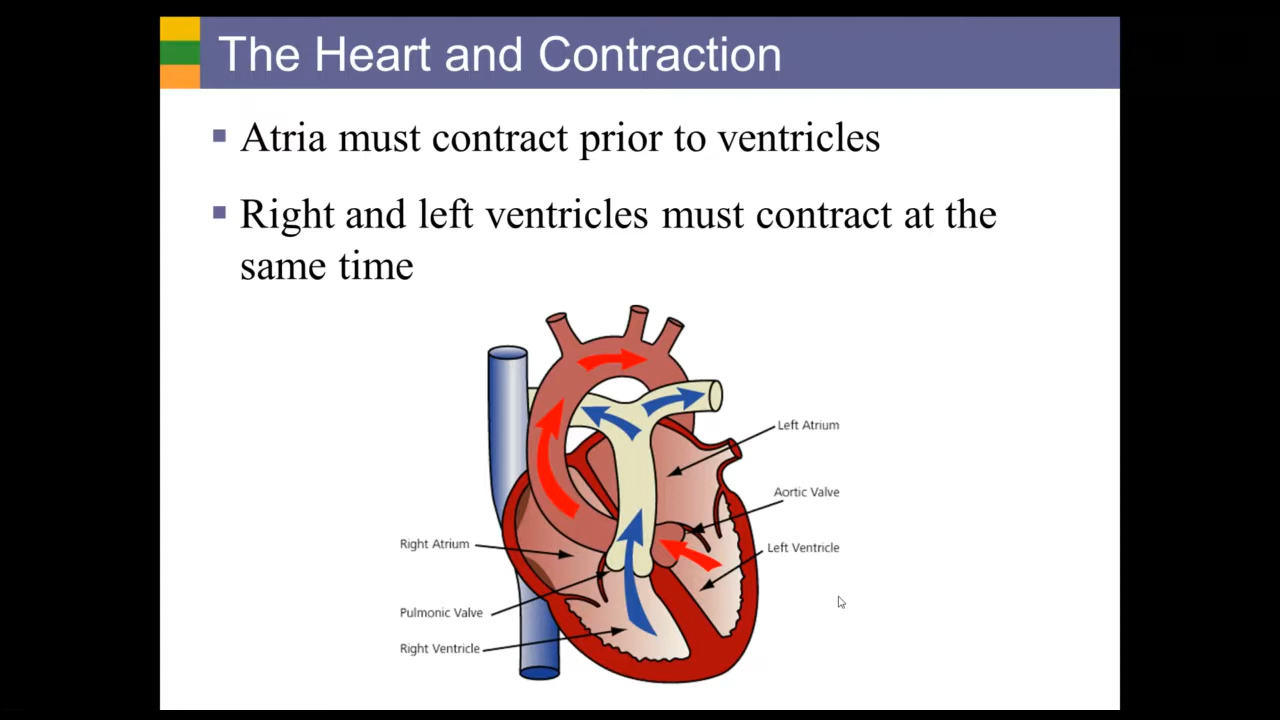 The Heart and Contraction
Atria must contract prior to ventricles
Right and left ventricles must contract at the
same time
Left Atrium
Aortic Valve
Right Atrium
Left Ventricle
Pulmonic Valve
Right Ventricle